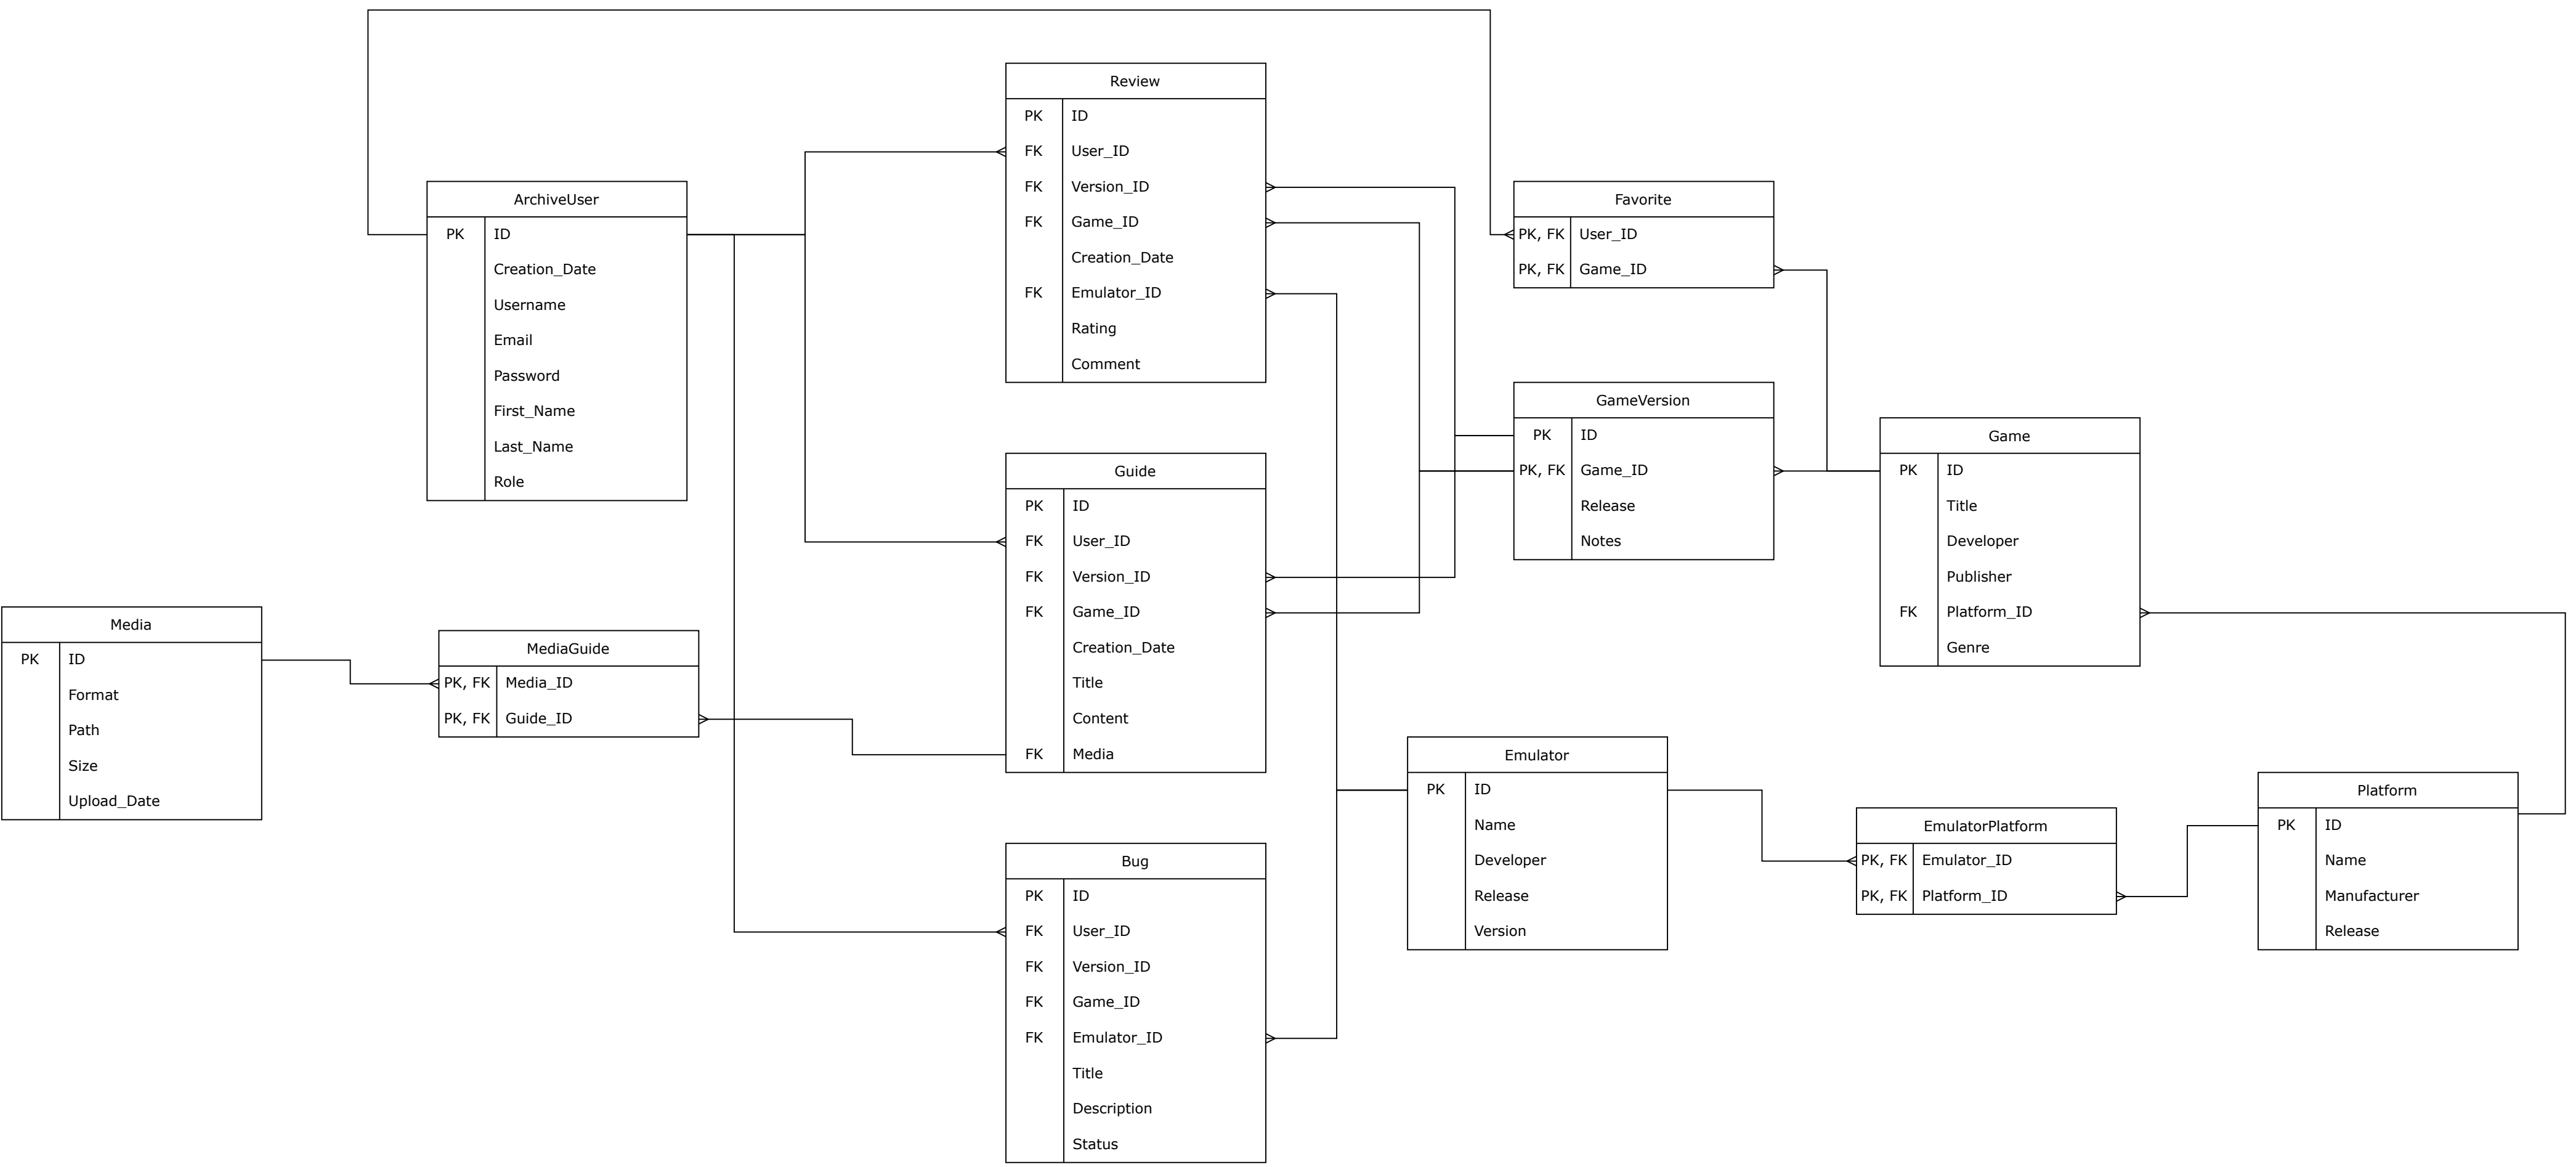 Review
PK ID
FK User_ID
FK Version_ID
FK Game_ID
Creation_Date
FK Emulator_ID
Rating
Comment
ArchiveUser
PK ID
Creation_Date
Username
Email
Password
First_Name
Last_Name
Role
Favorite
PK, FK User_ID
PK, FK Game_ID
GameVersion
PK ID
PK, FK Game_ID
Release
Notes
Game
PK ID
Title
Developer
Publisher
FK Platform_ID
Genre
Guide
PK ID
FK User_ID
FK Version_ID
FK Game_ID
Creation_Date
Title
Content
FK Media
Media
PK ID
Format
Path
Size
Upload_Date
MediaGuide
PK, FK Media_ID
PK, FK Guide_ID
Emulator
PK ID
Name
Developer
Release
Version
EmulatorPlatform
PK, FK Emulator_ID
PK, FK Platform_ID
Platform
PK ID
Name
Manufacturer
Release
Bug
PK ID
FK User_ID
FK Version_ID
FK Game_ID
FK Emulator_ID
Title
Description
Status